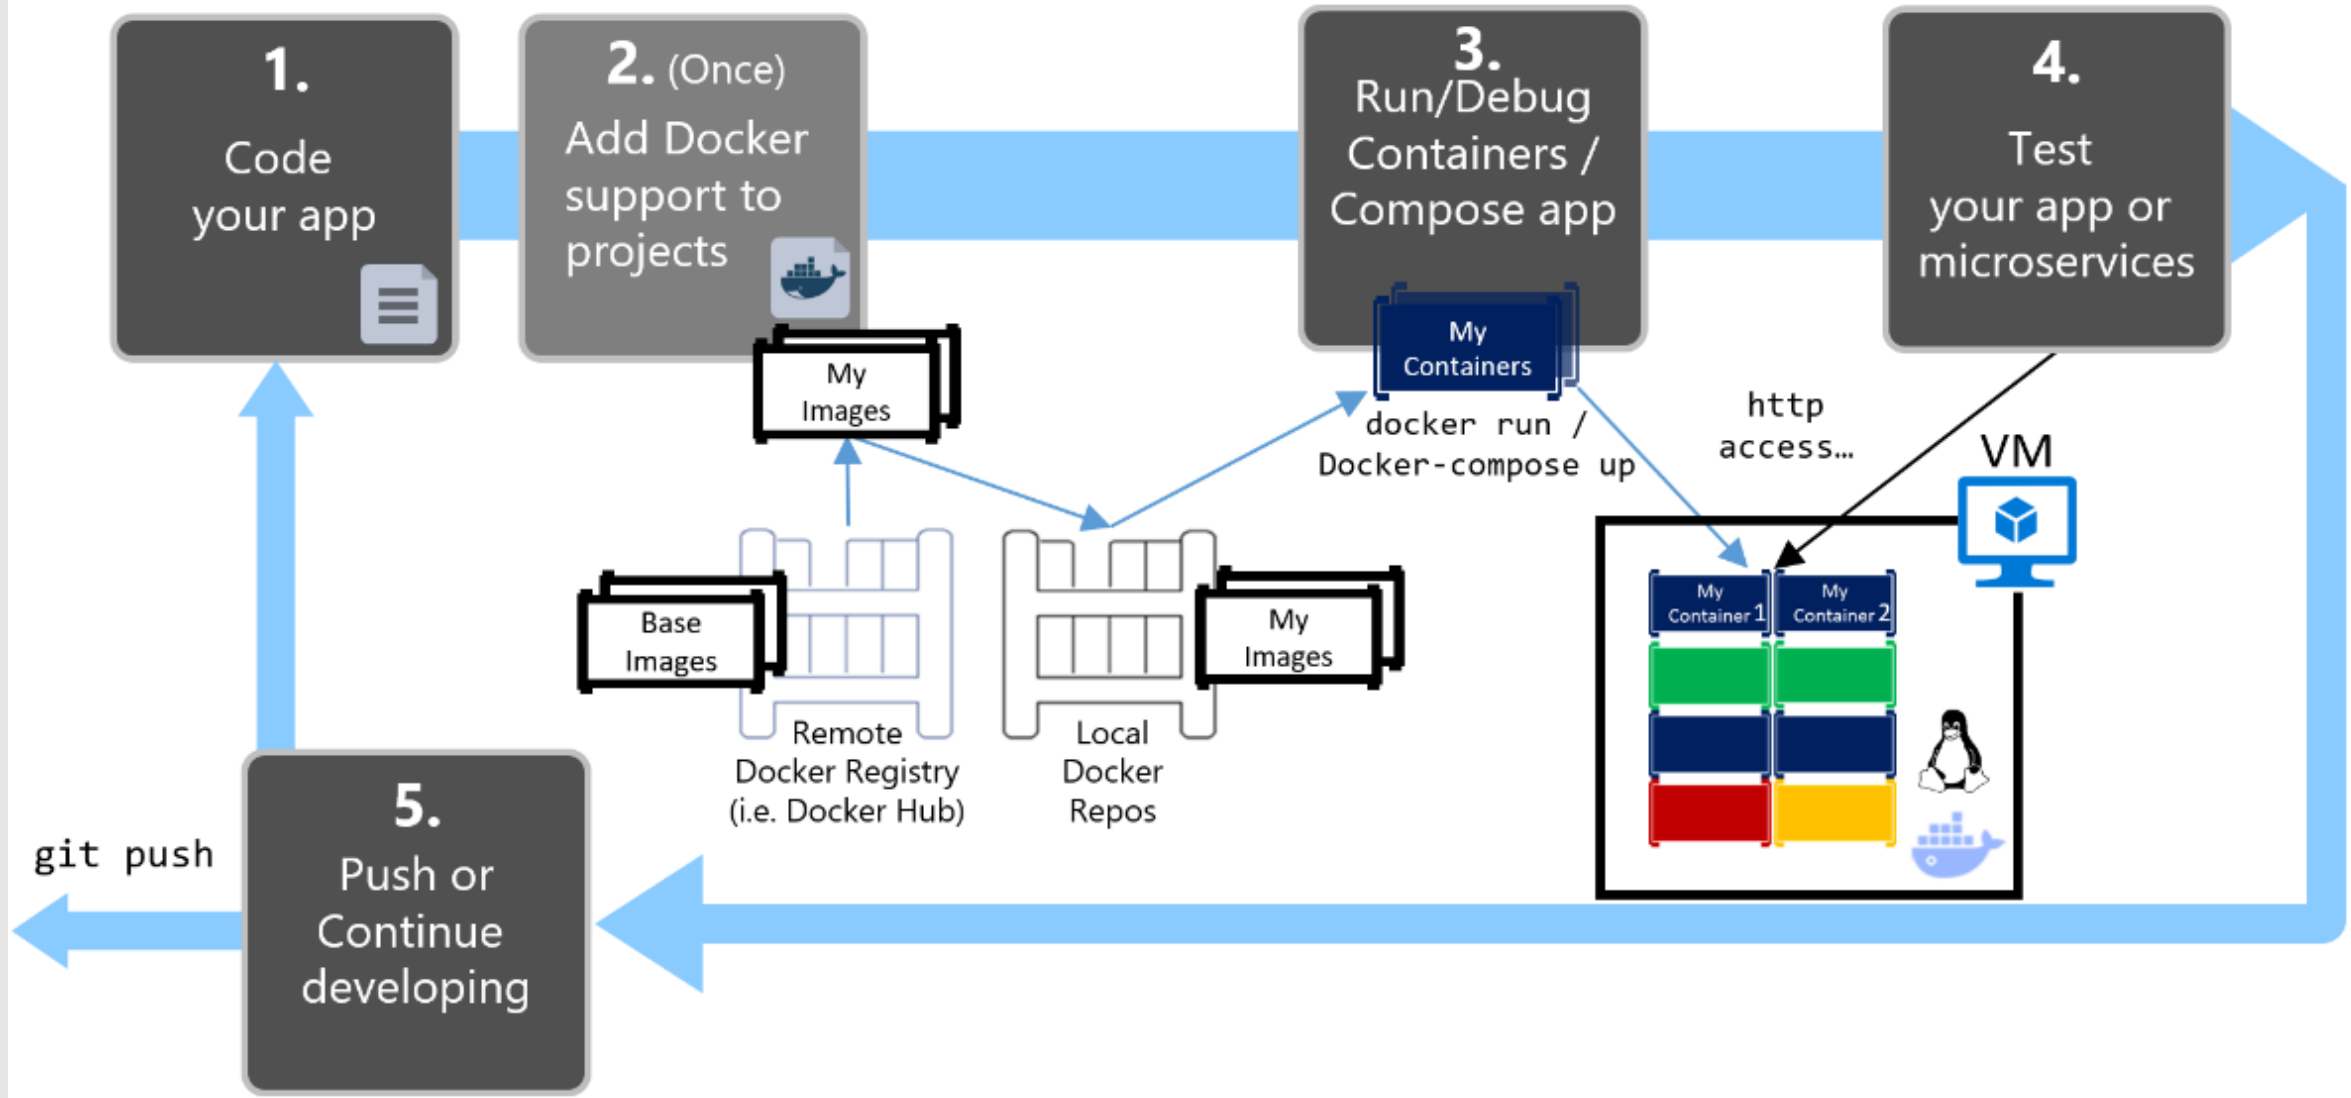 1.
Code
your app
2. (Once)
Add Docker
support to
projects
My
Images
3.
Run/Debug
Containers /
Compose app
My
Containers
docker run /
Docker-compose up
4.
Test
your app or
microservices
http
access…
VM
My
Container 1
My
Container 2
Base
Images
Remote
Docker Registry
(i.e. Docker Hub)
Local
Docker
Repos
My
Images
5.
Push or
Continue
developing
git push